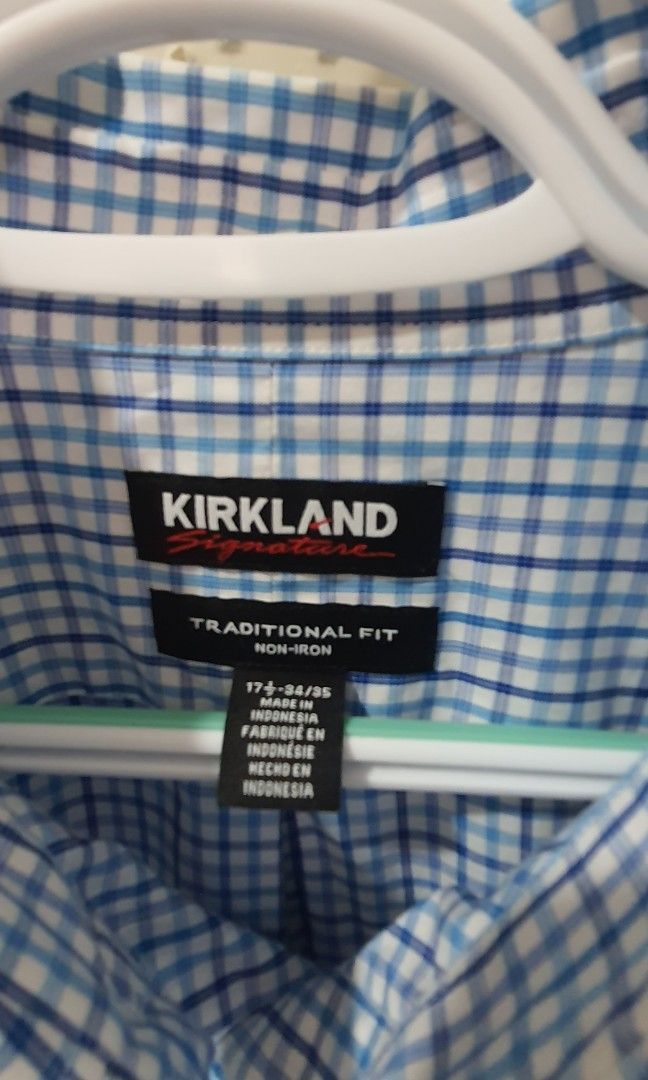 KIRKLAND
Signature
TRADITIONAL FIT
NON-IRON
17½-34/35
MADE IN
INDONESIA
FABRIQUÉ EN
INDONÉSIE
HECHO EN
INDONESIA